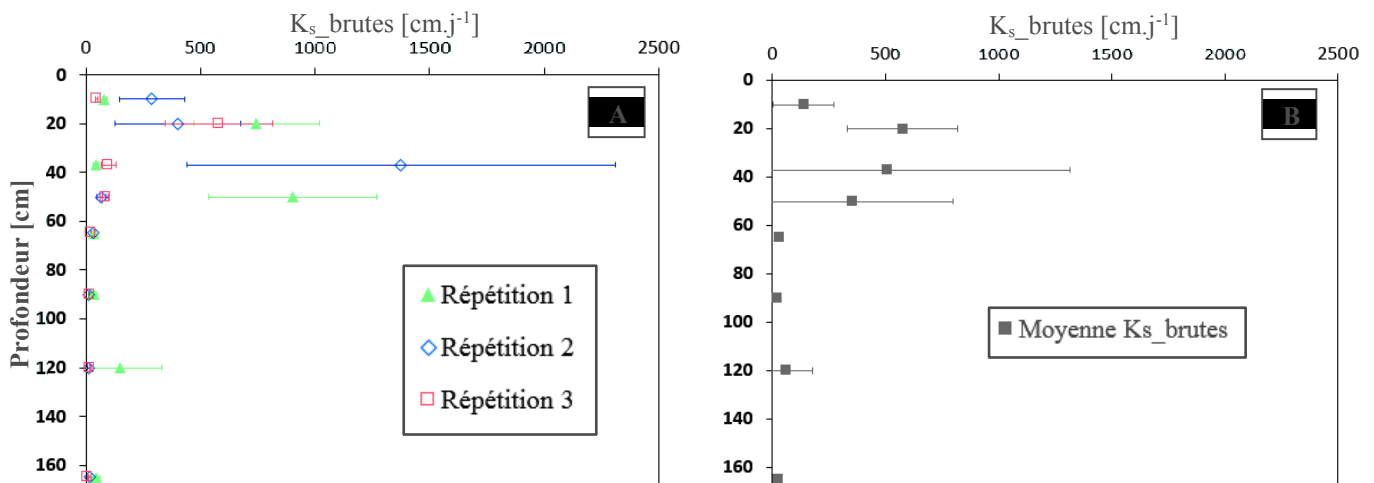 Ks_brutes [cm.j-1]
0 500 1000 1500 2000 2500
0
20
40
60
80
100
120
140
160
Profondeur [cm]
A
Répétition 1
Répétition 2
Répétition 3
Ks_brutes [cm.j-1]
0 500 1000 1500 2000 2500
0
20
40
60
80
100
120
140
160
B
Moyenne Ks_brutes